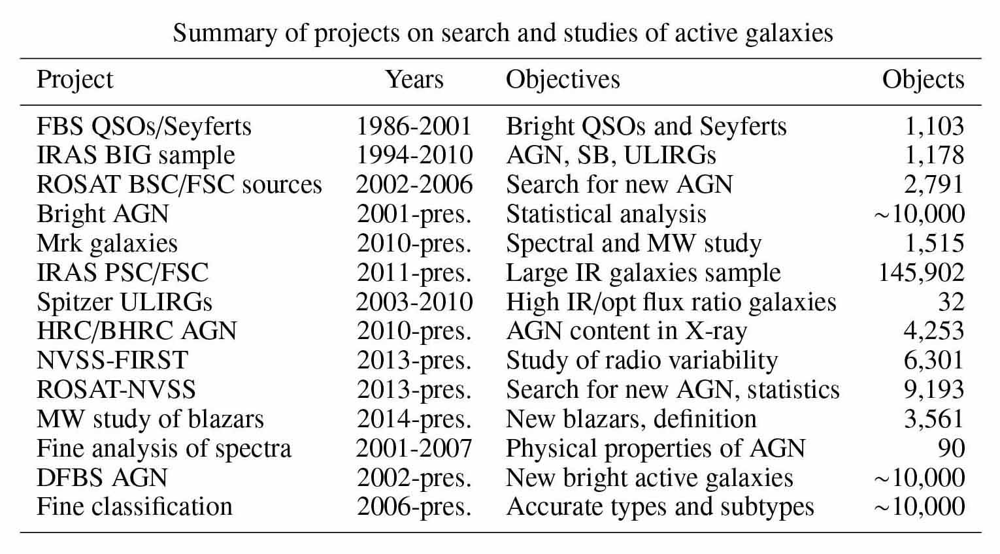 Summary of projects on search and studies of active galaxies
Project Years Objectives Objects
FBS QSOs/Seyferts 1986-2001 Bright QSOs and Seyferts 1,103
IRAS BIG sample 1994-2010 AGN, SB, ULIRGs 1,178
ROSAT BSC/FSC sources 2002-2006 Search for new AGN 2,791
Bright AGN 2001-pres. Statistical analysis ~10,000
Mrk galaxies 2010-pres. Spectral and MW study 1,515
IRAS PSC/FSC 2011-pres. Large IR galaxies sample 145,902
Spitzer ULIRGs 2003-2010 High IR/opt flux ratio galaxies 32
HRC/BHRC AGN 2010-pres. AGN content in X-ray 4,253
NVSS-FIRST 2013-pres. Study of radio variability 6,301
ROSAT-NVSS 2013-pres. Search for new AGN, statistics 9,193
MW study of blazars 2014-pres. New blazars, definition 3,561
Fine analysis of spectra 2001-2007 Physical properties of AGN 90
DFBS AGN 2002-pres. New bright active galaxies ~10,000
Fine classification 2006-pres. Accurate types and subtypes ~10,000